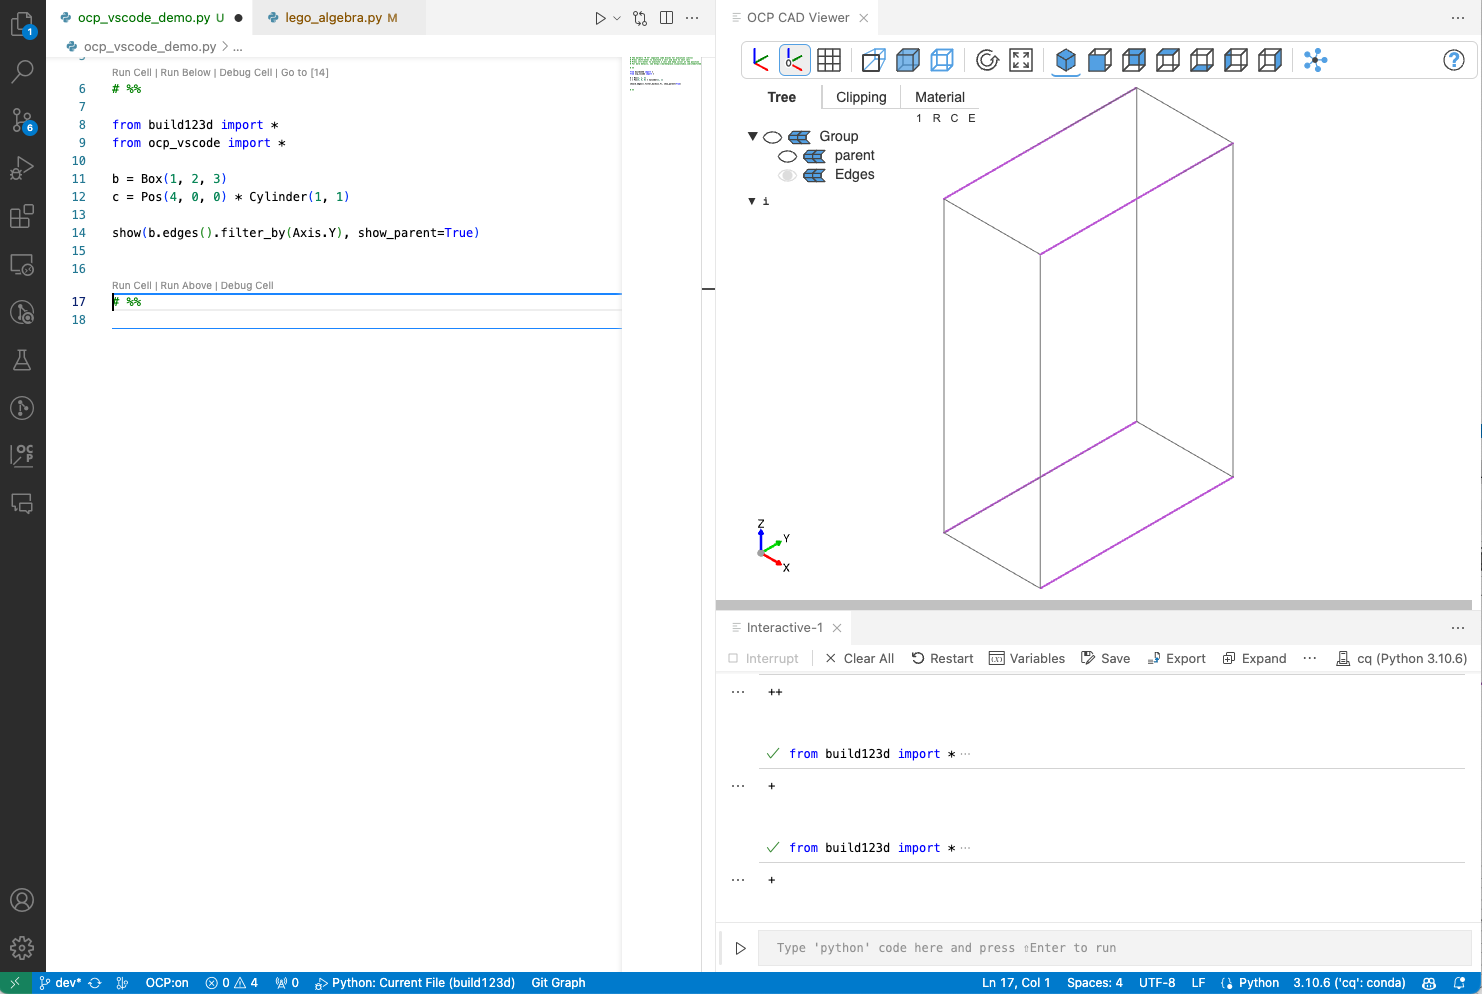 ocp_vscode_demo.py U
lego_algebra.py M
ocp_vscode_demo.py > ...
1
6
Run Cell | Run Below | Debug Cell | Go to [14]
6 # %%
7
8 from build123d import *
9 from ocp_vscode import *
10
11 b = Box(1, 2, 3)
12 c = Pos(4, 0, 0) * Cylinder(1, 1)
13
14 show(b.edges().filter_by(Axis.Y), show_parent=True)
15
16
Run Cell | Run Above | Debug Cell
17 # %%
18
OCP CAD Viewer
Tree Clipping Material
1 R C E
Group
parent
Edges
i
Z
Y
X
Interactive-1
Interrupt Clear All Restart Variables Save Export Expand ... cq (Python 3.10.6)
... ++
from build123d import * ...
... +
from build123d import * ...
... +
Type 'python' code here and press ⇧Enter to run
dev* OCP:on 0 4 0 Python: Current File (build123d) Git Graph Ln 17, Col 1 Spaces: 4 UTF-8 LF Python 3.10.6 ('cq': conda)